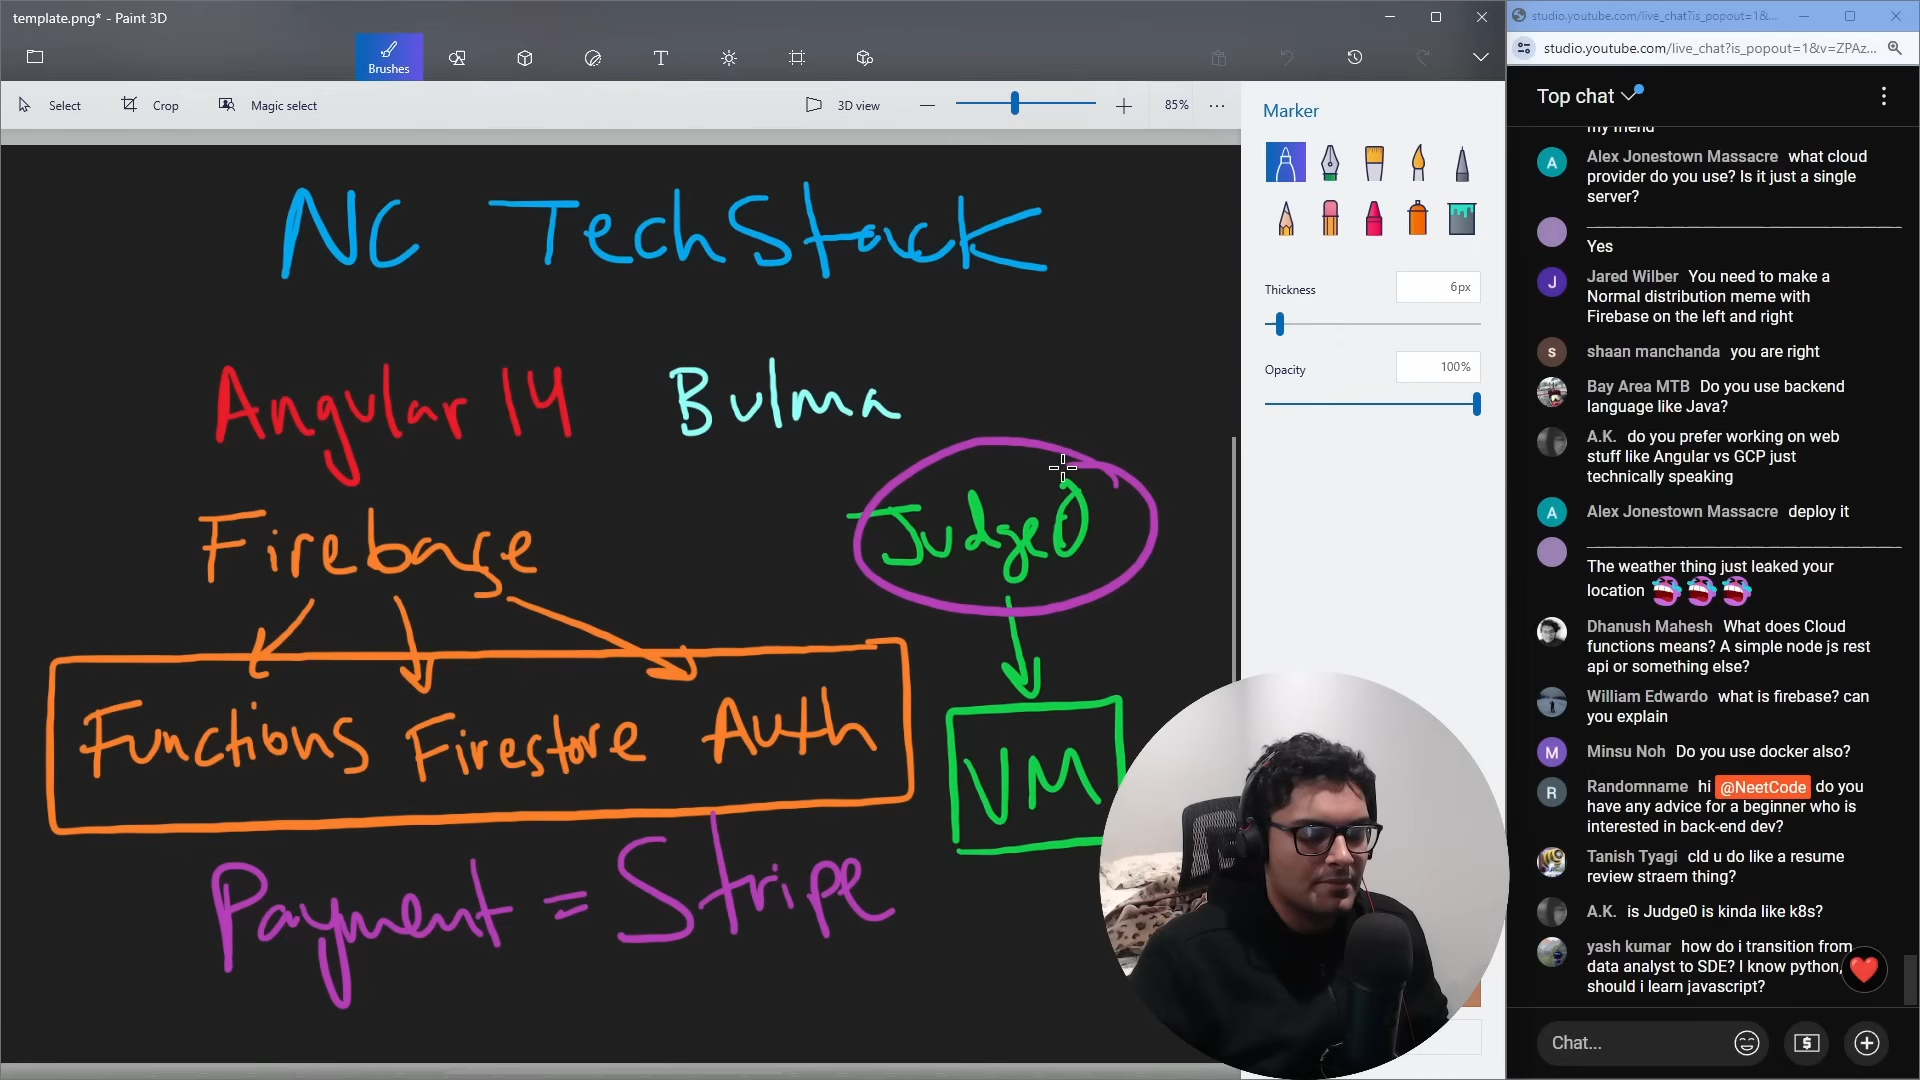 template.png* - Paint 3D
Brushes
Select
Crop
Magic select
3D view
85%
Marker
Thickness
6px
Opacity
100%
NC TechStack
Angular 14
Bulma
Firebase
Judge0
Functions Firestore Auth
VM
Payment = Stripe
studio.youtube.com/live_chat?is_popout=1&...
studio.youtube.com/live_chat?is_popout=1&v=ZPAz...
Top chat
my friend
A
Alex Jonestown Massacre what cloud
provider do you use? Is it just a single
server?
Yes
J
Jared Wilber You need to make a
Normal distribution meme with
Firebase on the left and right
s
shaan manchanda you are right
Bay Area MTB Do you use backend
language like Java?
A.K. do you prefer working on web
stuff like Angular vs GCP just
technically speaking
A
Alex Jonestown Massacre deploy it
The weather thing just leaked your
location
Dhanush Mahesh What does Cloud
functions means? A simple node js rest
api or something else?
William Edwardo what is firebase? can
you explain
M
Minsu Noh Do you use docker also?
R
Randomname hi @NeetCode do you
have any advice for a beginner who is
interested in back-end dev?
Tanish Tyagi cld u do like a resume
review straem thing?
A.K. is Judge0 is kinda like k8s?
yash kumar how do i transition from
data analyst to SDE? I know python,
should i learn javascript?
Chat...